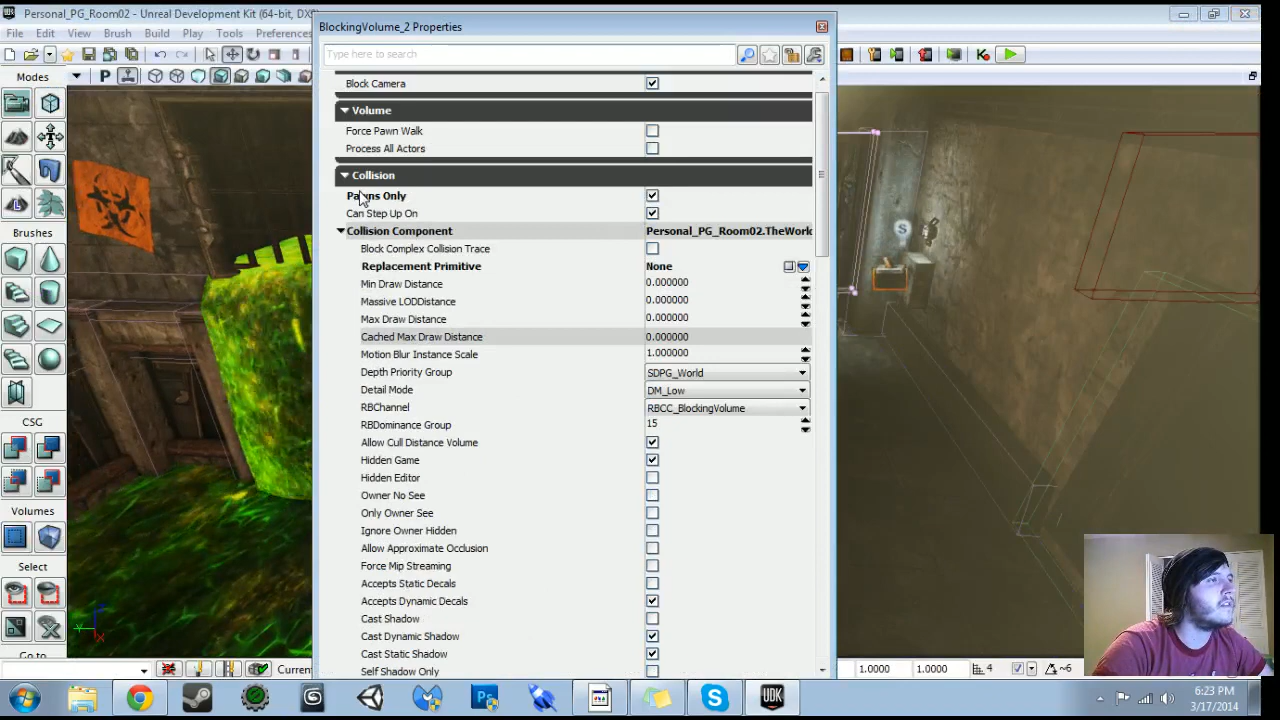 Personal_PG_Room02 - Unreal Development Kit (64-bit, DX
BlockingVolume_2 Properties
File Edit View Brush Build Play Tools Preferences
Type here to search
Modes
Block Camera
Volume
Force Pawn Walk
Process All Actors
Collision
Pawns Only
Can Step Up On
Collision Component Personal_PG_Room02.TheWorld
Block Complex Collision Trace
Replacement Primitive None
Min Draw Distance 0.000000
Massive LODDistance 0.000000
Max Draw Distance 0.000000
Cached Max Draw Distance 0.000000
Motion Blur Instance Scale 1.000000
Depth Priority Group SDPG_World
Detail Mode DM_Low
RBChannel RBCC_BlockingVolume
RBDominance Group 15
Allow Cull Distance Volume
Hidden Game
Hidden Editor
Owner No See
Only Owner See
Ignore Owner Hidden
Allow Approximate Occlusion
Force Mip Streaming
Accepts Static Decals
Accepts Dynamic Decals
Cast Shadow
Cast Dynamic Shadow
Cast Static Shadow
Self Shadow Only
Brushes
CSG
Volumes
Select
Go to
Current
1.0000 1.0000 4 ~6
6:23 PM
3/17/2014